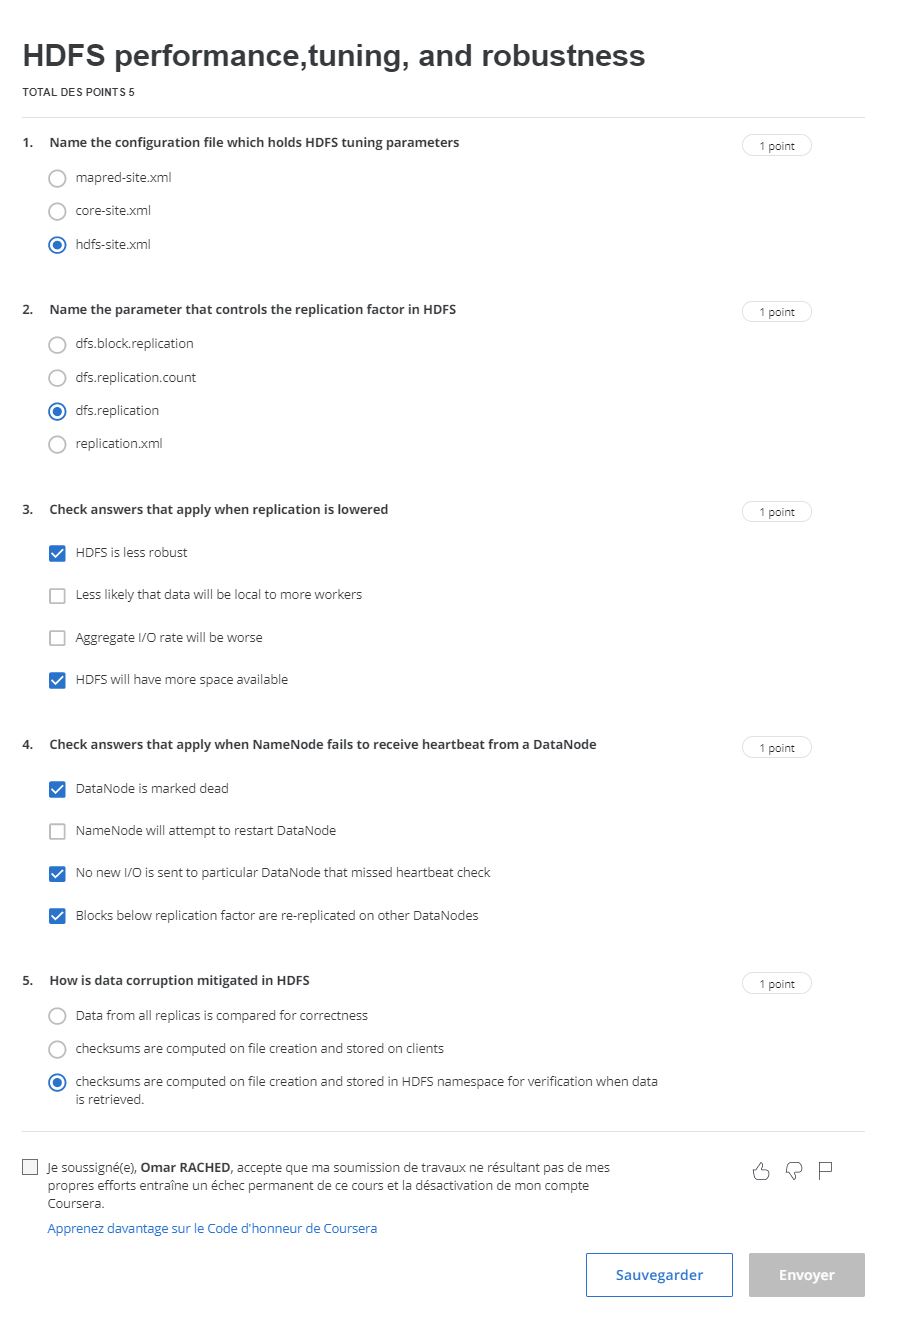 HDFS performance,tuning, and robustness
TOTAL DES POINTS 5
1. Name the configuration file which holds HDFS tuning parameters 1 point
mapred-site.xml
core-site.xml
hdfs-site.xml
2. Name the parameter that controls the replication factor in HDFS 1 point
dfs.block.replication
dfs.replication.count
dfs.replication
replication.xml
3. Check answers that apply when replication is lowered 1 point
HDFS is less robust
Less likely that data will be local to more workers
Aggregate I/O rate will be worse
HDFS will have more space available
4. Check answers that apply when NameNode fails to receive heartbeat from a DataNode 1 point
DataNode is marked dead
NameNode will attempt to restart DataNode
No new I/O is sent to particular DataNode that missed heartbeat check
Blocks below replication factor are re-replicated on other DataNodes
5. How is data corruption mitigated in HDFS 1 point
Data from all replicas is compared for correctness
checksums are computed on file creation and stored on clients
checksums are computed on file creation and stored in HDFS namespace for verification when data
is retrieved.
Je soussigné(e), Omar RACHED, accepte que ma soumission de travaux ne résultant pas de mes
propres efforts entraîne un échec permanent de ce cours et la désactivation de mon compte
Coursera.
Apprenez davantage sur le Code d'honneur de Coursera
Sauvegarder Envoyer